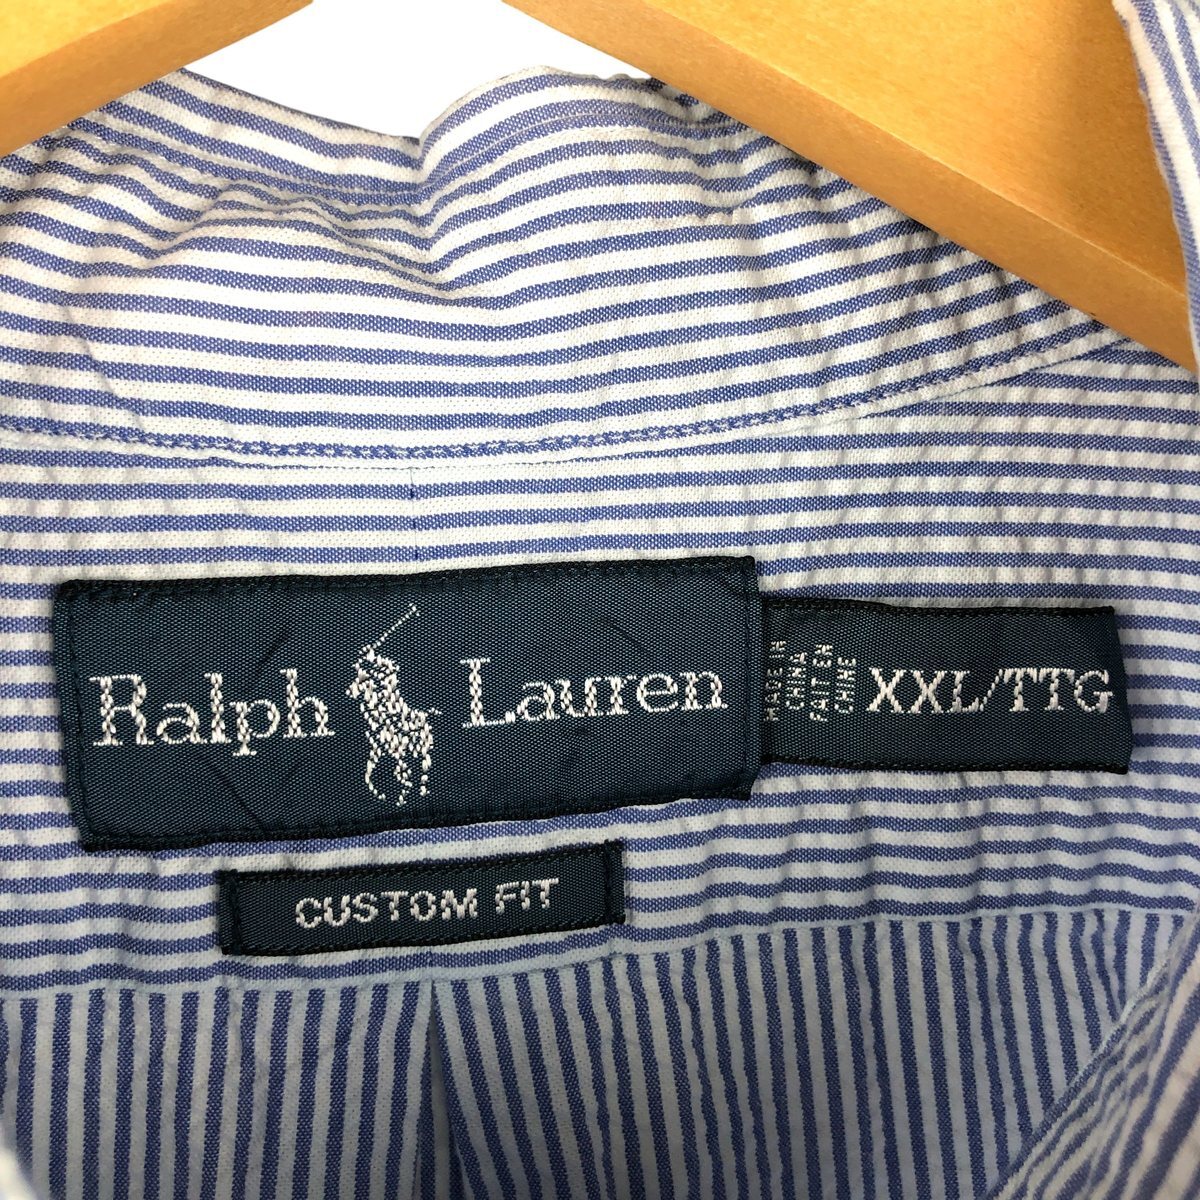 Ralph Lauren
MADE IN
CHINA
FAIT EN
CHINE
XXL/TTG
CUSTOM FIT